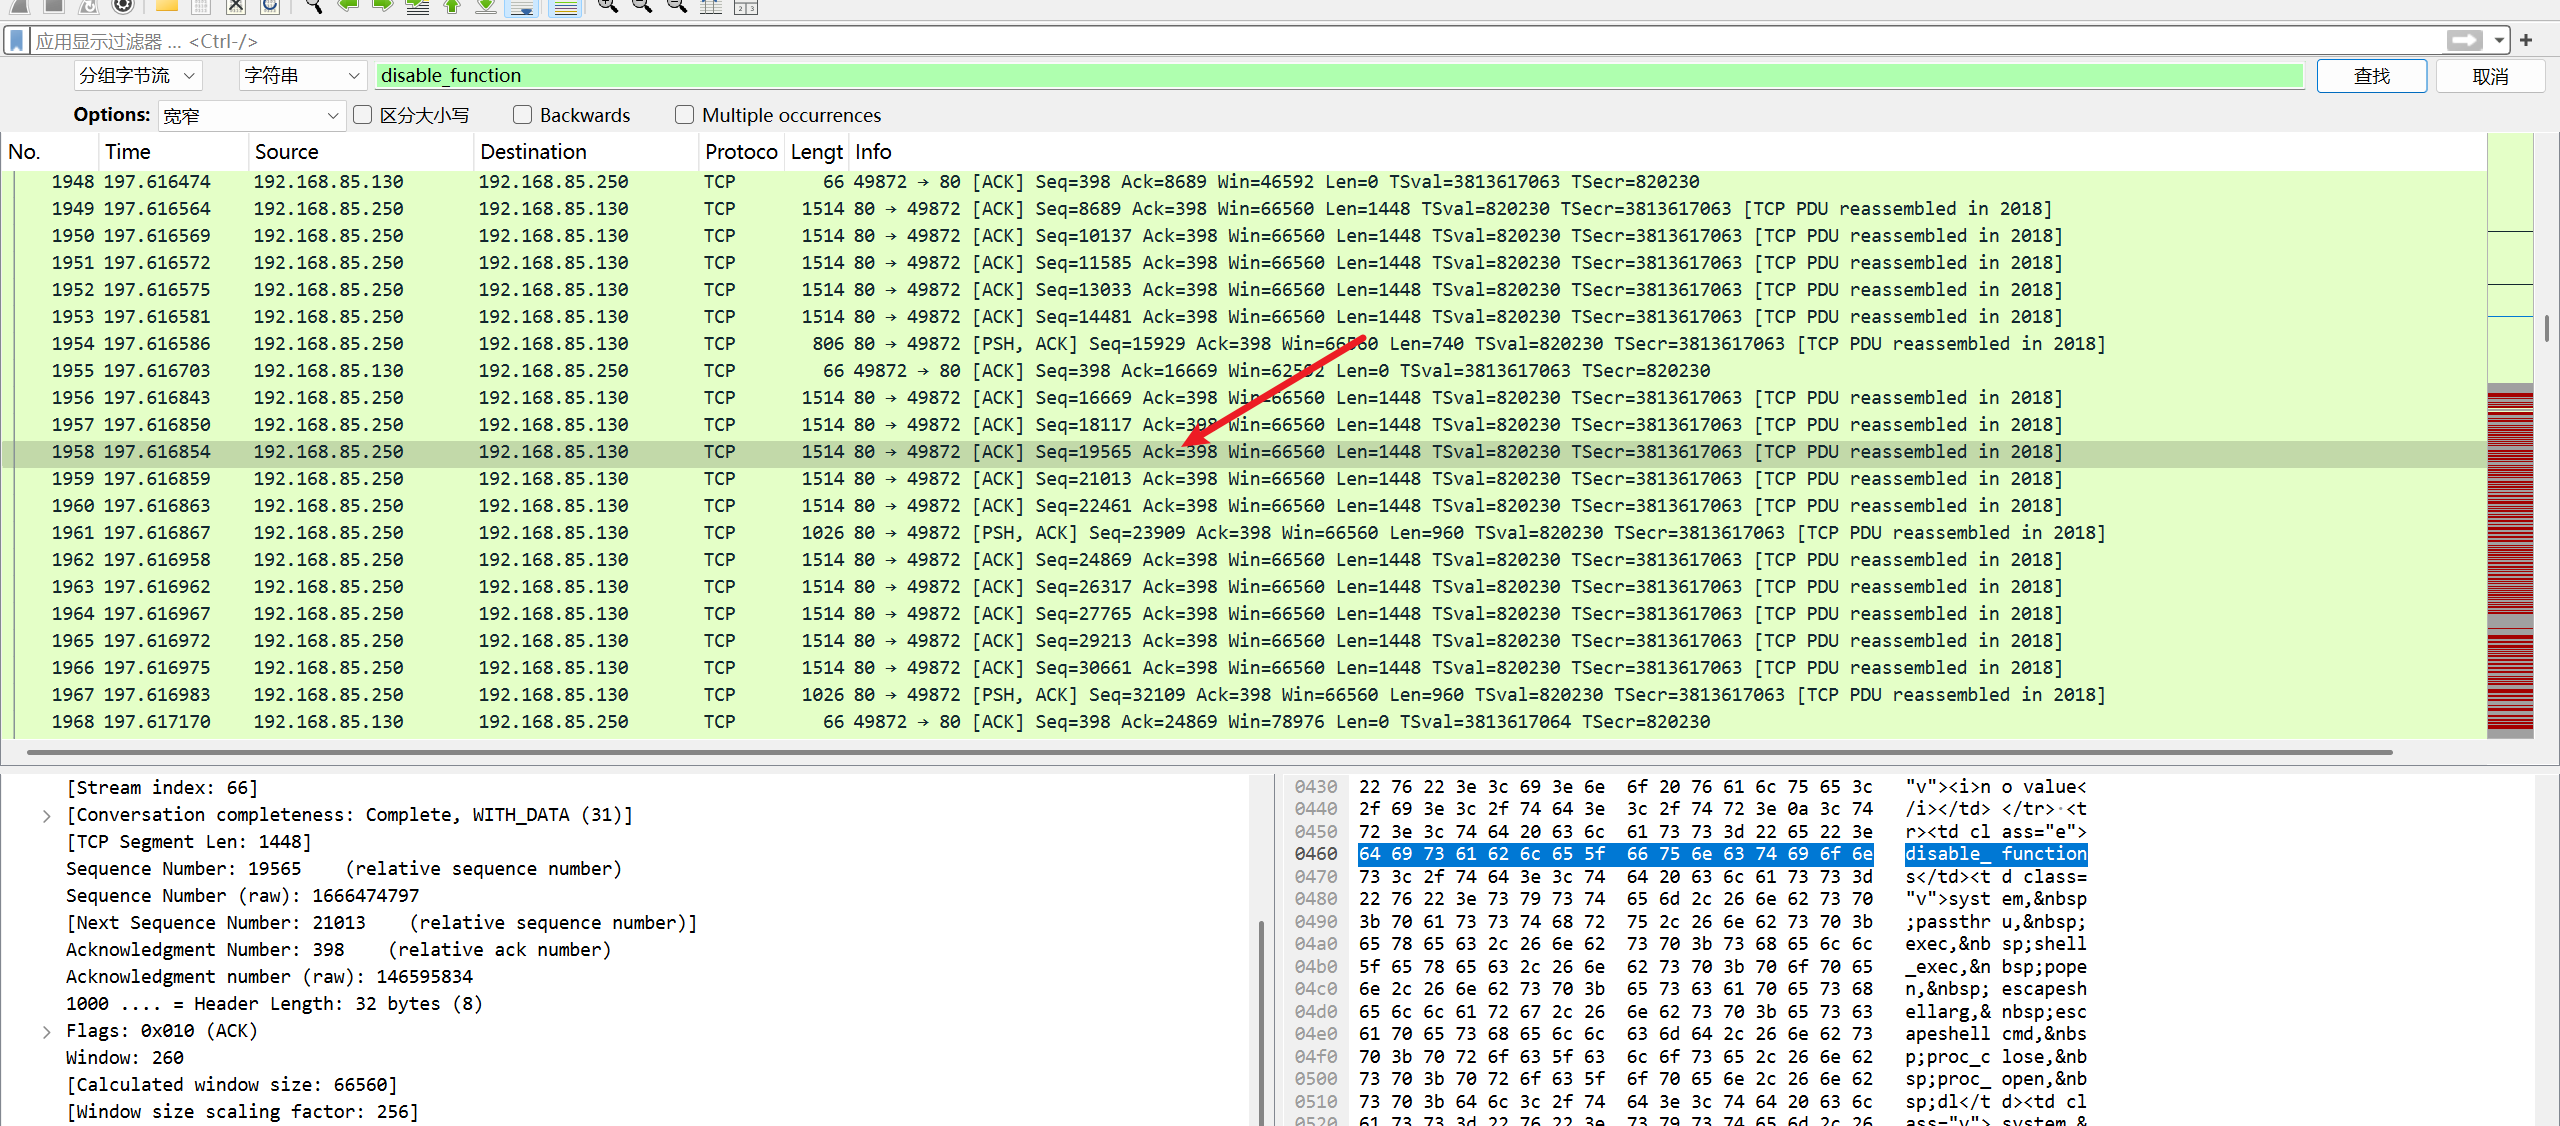 应用显示过滤器 … <Ctrl-/>
分组字节流 字符串 disable_function 查找 取消
Options: 宽窄 区分大小写 Backwards Multiple occurrences
No. Time Source Destination Protoco Lengt Info
1948 197.616474 192.168.85.130 192.168.85.250 TCP 66 49872 → 80 [ACK] Seq=398 Ack=8689 Win=46592 Len=0 TSval=3813617063 TSecr=820230
1949 197.616564 192.168.85.250 192.168.85.130 TCP 1514 80 → 49872 [ACK] Seq=8689 Ack=398 Win=66560 Len=1448 TSval=820230 TSecr=3813617063 [TCP PDU reassembled in 2018]
1950 197.616569 192.168.85.250 192.168.85.130 TCP 1514 80 → 49872 [ACK] Seq=10137 Ack=398 Win=66560 Len=1448 TSval=820230 TSecr=3813617063 [TCP PDU reassembled in 2018]
1951 197.616572 192.168.85.250 192.168.85.130 TCP 1514 80 → 49872 [ACK] Seq=11585 Ack=398 Win=66560 Len=1448 TSval=820230 TSecr=3813617063 [TCP PDU reassembled in 2018]
1952 197.616575 192.168.85.250 192.168.85.130 TCP 1514 80 → 49872 [ACK] Seq=13033 Ack=398 Win=66560 Len=1448 TSval=820230 TSecr=3813617063 [TCP PDU reassembled in 2018]
1953 197.616581 192.168.85.250 192.168.85.130 TCP 1514 80 → 49872 [ACK] Seq=14481 Ack=398 Win=66560 Len=1448 TSval=820230 TSecr=3813617063 [TCP PDU reassembled in 2018]
1954 197.616586 192.168.85.250 192.168.85.130 TCP 806 80 → 49872 [PSH, ACK] Seq=15929 Ack=398 Win=66560 Len=740 TSval=820230 TSecr=3813617063 [TCP PDU reassembled in 2018]
1955 197.616703 192.168.85.130 192.168.85.250 TCP 66 49872 → 80 [ACK] Seq=398 Ack=16669 Win=62592 Len=0 TSval=3813617063 TSecr=820230
1956 197.616843 192.168.85.250 192.168.85.130 TCP 1514 80 → 49872 [ACK] Seq=16669 Ack=398 Win=66560 Len=1448 TSval=820230 TSecr=3813617063 [TCP PDU reassembled in 2018]
1957 197.616850 192.168.85.250 192.168.85.130 TCP 1514 80 → 49872 [ACK] Seq=18117 Ack=398 Win=66560 Len=1448 TSval=820230 TSecr=3813617063 [TCP PDU reassembled in 2018]
1958 197.616854 192.168.85.250 192.168.85.130 TCP 1514 80 → 49872 [ACK] Seq=19565 Ack=398 Win=66560 Len=1448 TSval=820230 TSecr=3813617063 [TCP PDU reassembled in 2018]
1959 197.616859 192.168.85.250 192.168.85.130 TCP 1514 80 → 49872 [ACK] Seq=21013 Ack=398 Win=66560 Len=1448 TSval=820230 TSecr=3813617063 [TCP PDU reassembled in 2018]
1960 197.616863 192.168.85.250 192.168.85.130 TCP 1514 80 → 49872 [ACK] Seq=22461 Ack=398 Win=66560 Len=1448 TSval=820230 TSecr=3813617063 [TCP PDU reassembled in 2018]
1961 197.616867 192.168.85.250 192.168.85.130 TCP 1026 80 → 49872 [PSH, ACK] Seq=23909 Ack=398 Win=66560 Len=960 TSval=820230 TSecr=3813617063 [TCP PDU reassembled in 2018]
1962 197.616958 192.168.85.250 192.168.85.130 TCP 1514 80 → 49872 [ACK] Seq=24869 Ack=398 Win=66560 Len=1448 TSval=820230 TSecr=3813617063 [TCP PDU reassembled in 2018]
1963 197.616962 192.168.85.250 192.168.85.130 TCP 1514 80 → 49872 [ACK] Seq=26317 Ack=398 Win=66560 Len=1448 TSval=820230 TSecr=3813617063 [TCP PDU reassembled in 2018]
1964 197.616967 192.168.85.250 192.168.85.130 TCP 1514 80 → 49872 [ACK] Seq=27765 Ack=398 Win=66560 Len=1448 TSval=820230 TSecr=3813617063 [TCP PDU reassembled in 2018]
1965 197.616972 192.168.85.250 192.168.85.130 TCP 1514 80 → 49872 [ACK] Seq=29213 Ack=398 Win=66560 Len=1448 TSval=820230 TSecr=3813617063 [TCP PDU reassembled in 2018]
1966 197.616975 192.168.85.250 192.168.85.130 TCP 1514 80 → 49872 [ACK] Seq=30661 Ack=398 Win=66560 Len=1448 TSval=820230 TSecr=3813617063 [TCP PDU reassembled in 2018]
1967 197.616983 192.168.85.250 192.168.85.130 TCP 1026 80 → 49872 [PSH, ACK] Seq=32109 Ack=398 Win=66560 Len=960 TSval=820230 TSecr=3813617063 [TCP PDU reassembled in 2018]
1968 197.617170 192.168.85.130 192.168.85.250 TCP 66 49872 → 80 [ACK] Seq=398 Ack=24869 Win=78976 Len=0 TSval=3813617064 TSecr=820230
[Stream index: 66]
[Conversation completeness: Complete, WITH_DATA (31)]
[TCP Segment Len: 1448]
Sequence Number: 19565 (relative sequence number)
Sequence Number (raw): 1666474797
[Next Sequence Number: 21013 (relative sequence number)]
Acknowledgment Number: 398 (relative ack number)
Acknowledgment number (raw): 146595834
1000 .... = Header Length: 32 bytes (8)
Flags: 0x010 (ACK)
Window: 260
[Calculated window size: 66560]
[Window size scaling factor: 256]
0430 22 76 22 3e 3c 69 3e 6e 6f 20 76 61 6c 75 65 3c "v"><i>n o value<
0440 2f 69 3e 3c 2f 74 64 3e 3c 2f 74 72 3e 0a 3c 74 /i></td> </tr>·<t
0450 72 3e 3c 74 64 20 63 6c 61 73 73 3d 22 65 22 3e r><td cl ass="e">
0460 64 69 73 61 62 6c 65 5f 66 75 6e 63 74 69 6f 6e disable_ function
0470 73 3c 2f 74 64 3e 3c 74 64 20 63 6c 61 73 73 3d s</td><t d class=
0480 22 76 22 3e 73 79 73 74 65 6d 2c 26 6e 62 73 70 "v">syst em,&nbsp
0490 3b 70 61 73 73 74 68 72 75 2c 26 6e 62 73 70 3b ;passthr u,&nbsp;
04a0 65 78 65 63 2c 26 6e 62 73 70 3b 73 68 65 6c 6c exec,&nb sp;shell
04b0 5f 65 78 65 63 2c 26 6e 62 73 70 3b 70 6f 70 65 _exec,&n bsp;pope
04c0 6e 2c 26 6e 62 73 70 3b 65 73 63 61 70 65 73 68 n,&nbsp; escapesh
04d0 65 6c 6c 61 72 67 2c 26 6e 62 73 70 3b 65 73 63 ellarg,& nbsp;esc
04e0 61 70 65 73 68 65 6c 6c 63 6d 64 2c 26 6e 62 73 apeshell cmd,&nbs
04f0 70 3b 70 72 6f 63 5f 63 6c 6f 73 65 2c 26 6e 62 p;proc_c lose,&nb
0500 73 70 3b 70 72 6f 63 5f 6f 70 65 6e 2c 26 6e 62 sp;proc_ open,&nb
0510 73 70 3b 64 6c 3c 2f 74 64 3e 3c 74 64 20 63 6c sp;dl</t d><td cl
0520 61 73 73 3d 22 76 22 3e 73 79 73 74 65 6d 2c 26 ass="v"> system,&